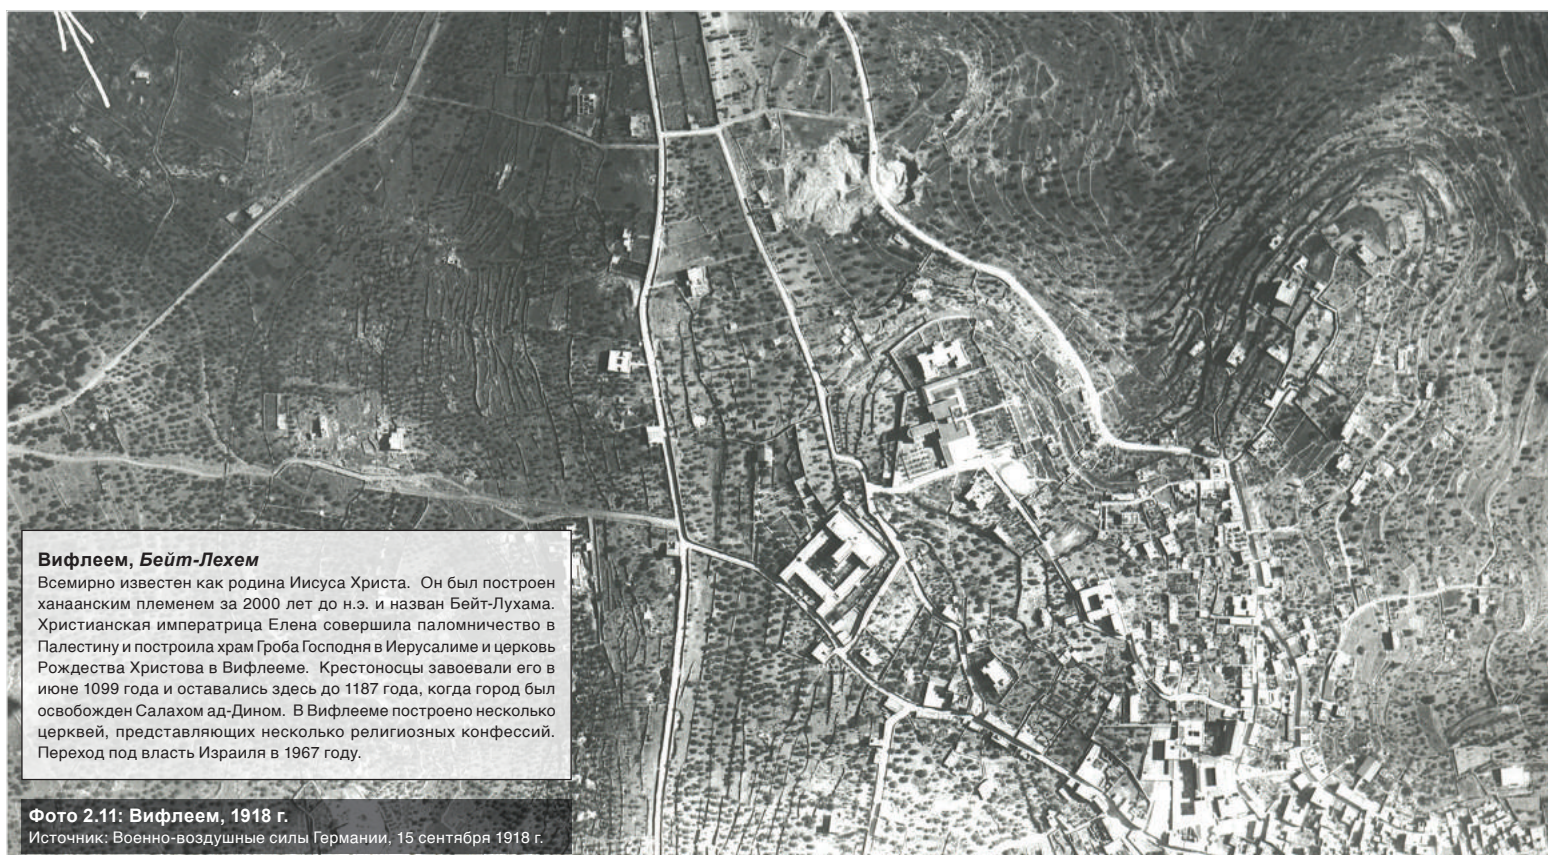 Вифлеем, Бейт-Лехем
Всемирно известен как родина Иисуса Христа. Он был построен
ханаанским племенем за 2000 лет до н.э. и назван Бейт-Лухама.
Христианская императрица Елена совершила паломничество в
Палестину и построила храм Гроба Господня в Иерусалиме и церковь
Рождества Христова в Вифлееме. Крестоносцы завоевали его в
июне 1099 года и оставались здесь до 1187 года, когда город был
освобожден Салахом ад-Дином. В Вифлееме построено несколько
церквей, представляющих несколько религиозных конфессий.
Переход под власть Израиля в 1967 году.
Фото 2.11: Вифлеем, 1918 г.
Источник: Военно-воздушные силы Германии, 15 сентября 1918 г.